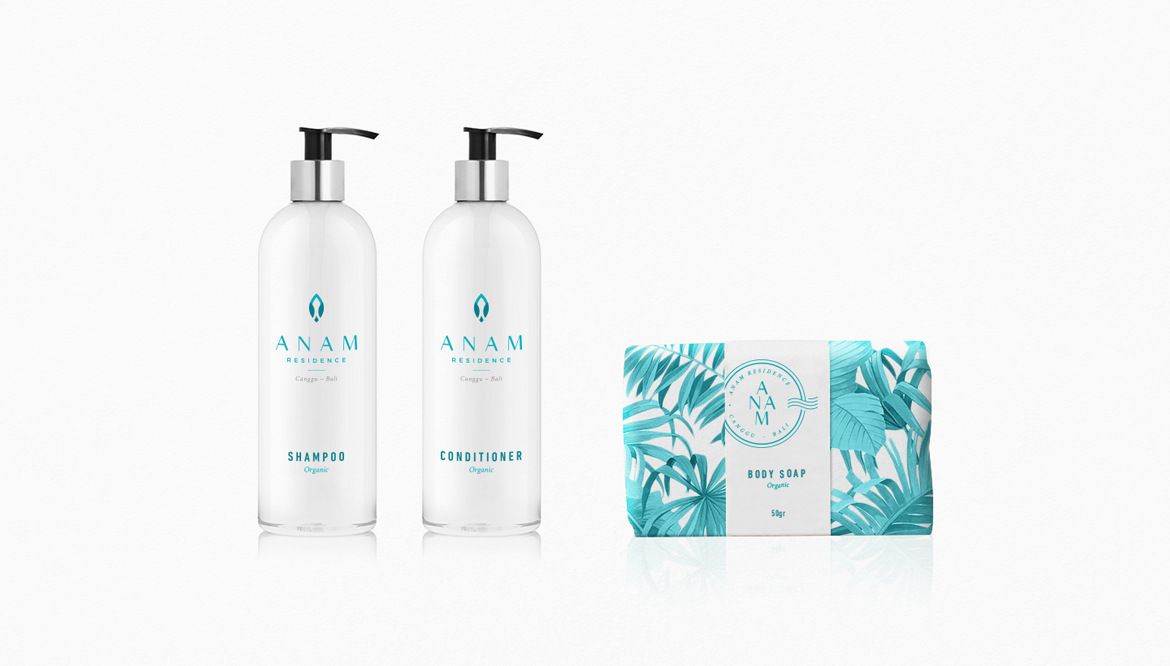 ANAM
RESIDENCE
Canggu – Bali
SHAMPOO
Organic
ANAM
RESIDENCE
Canggu – Bali
CONDITIONER
Organic
ANAM RESIDENCE
A
NA
M
CANGGU - BALI
BODY SOAP
Organic
50gr